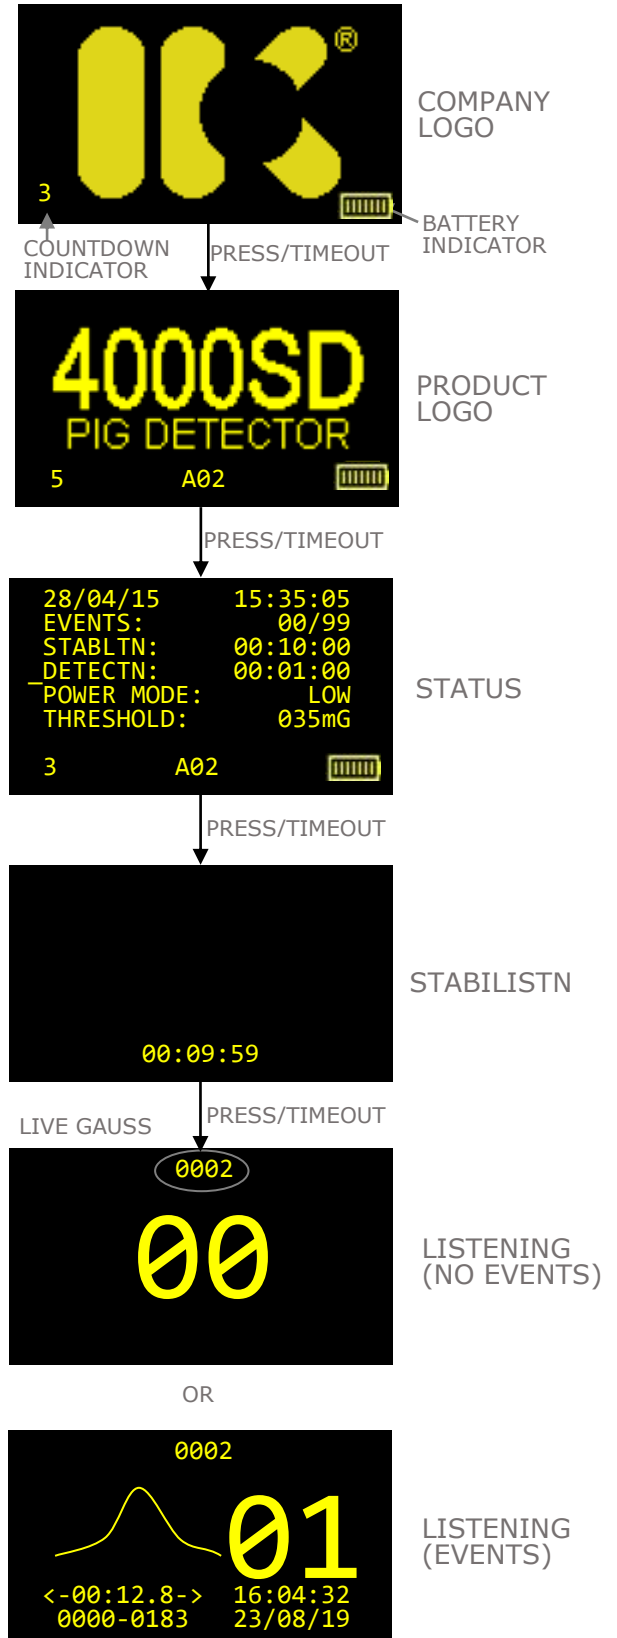 ®
COMPANY
LOGO
3
BATTERY
INDICATOR
COUNTDOWN
INDICATOR
PRESS/TIMEOUT
4000SD
PIG DETECTOR
5 A02
PRODUCT
LOGO
PRESS/TIMEOUT
28/04/15 15:35:05
EVENTS: 00/99
STABLTN: 00:10:00
_DETECTN: 00:01:00
POWER MODE: LOW
THRESHOLD: 035mG
3 A02
STATUS
PRESS/TIMEOUT
STABILISTN
00:09:59
PRESS/TIMEOUT
LIVE GAUSS
0002
00
LISTENING
(NO EVENTS)
OR
0002
01
LISTENING
(EVENTS)
<-00:12.8-> 16:04:32
0000-0183 23/08/19